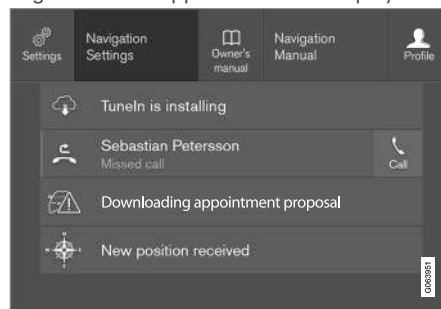 Settings
Navigation
Settings
Owner's
manual
Navigation
Manual
Profile
TuneIn is installing
Sebastian Petersson
Missed call
Call
Downloading appointment proposal
New position received
G063951